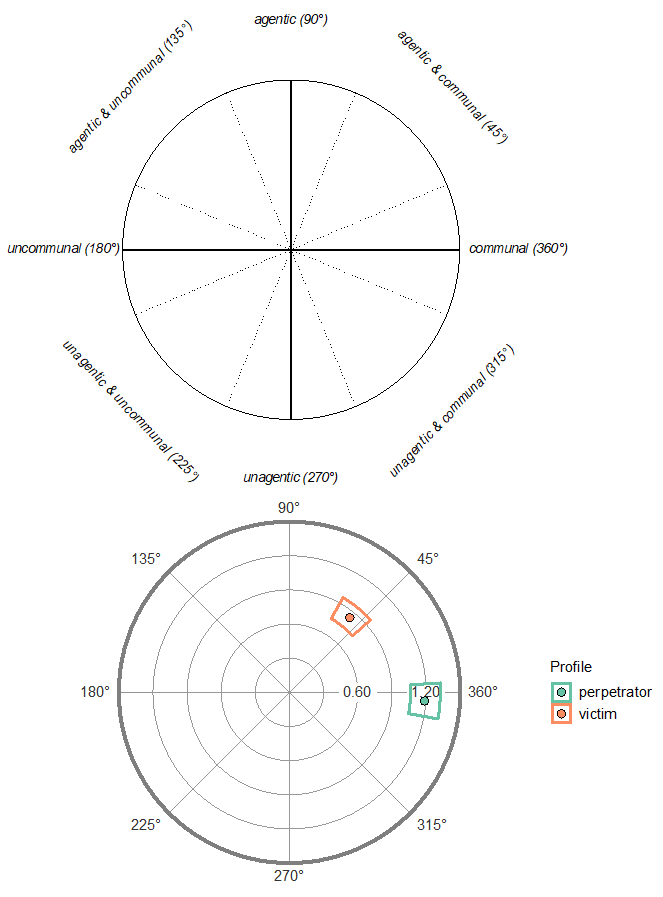 agentic (90°)
agentic & uncommunal (135°)
agentic & communal (45°)
uncommunal (180°)
communal (360°)
unagentic & uncommunal (225°)
unagentic & communal (315°)
unagentic (270°)
90°
135°
45°
180°
0.60
1.20
360°
225°
315°
270°
Profile
perpetrator
victim